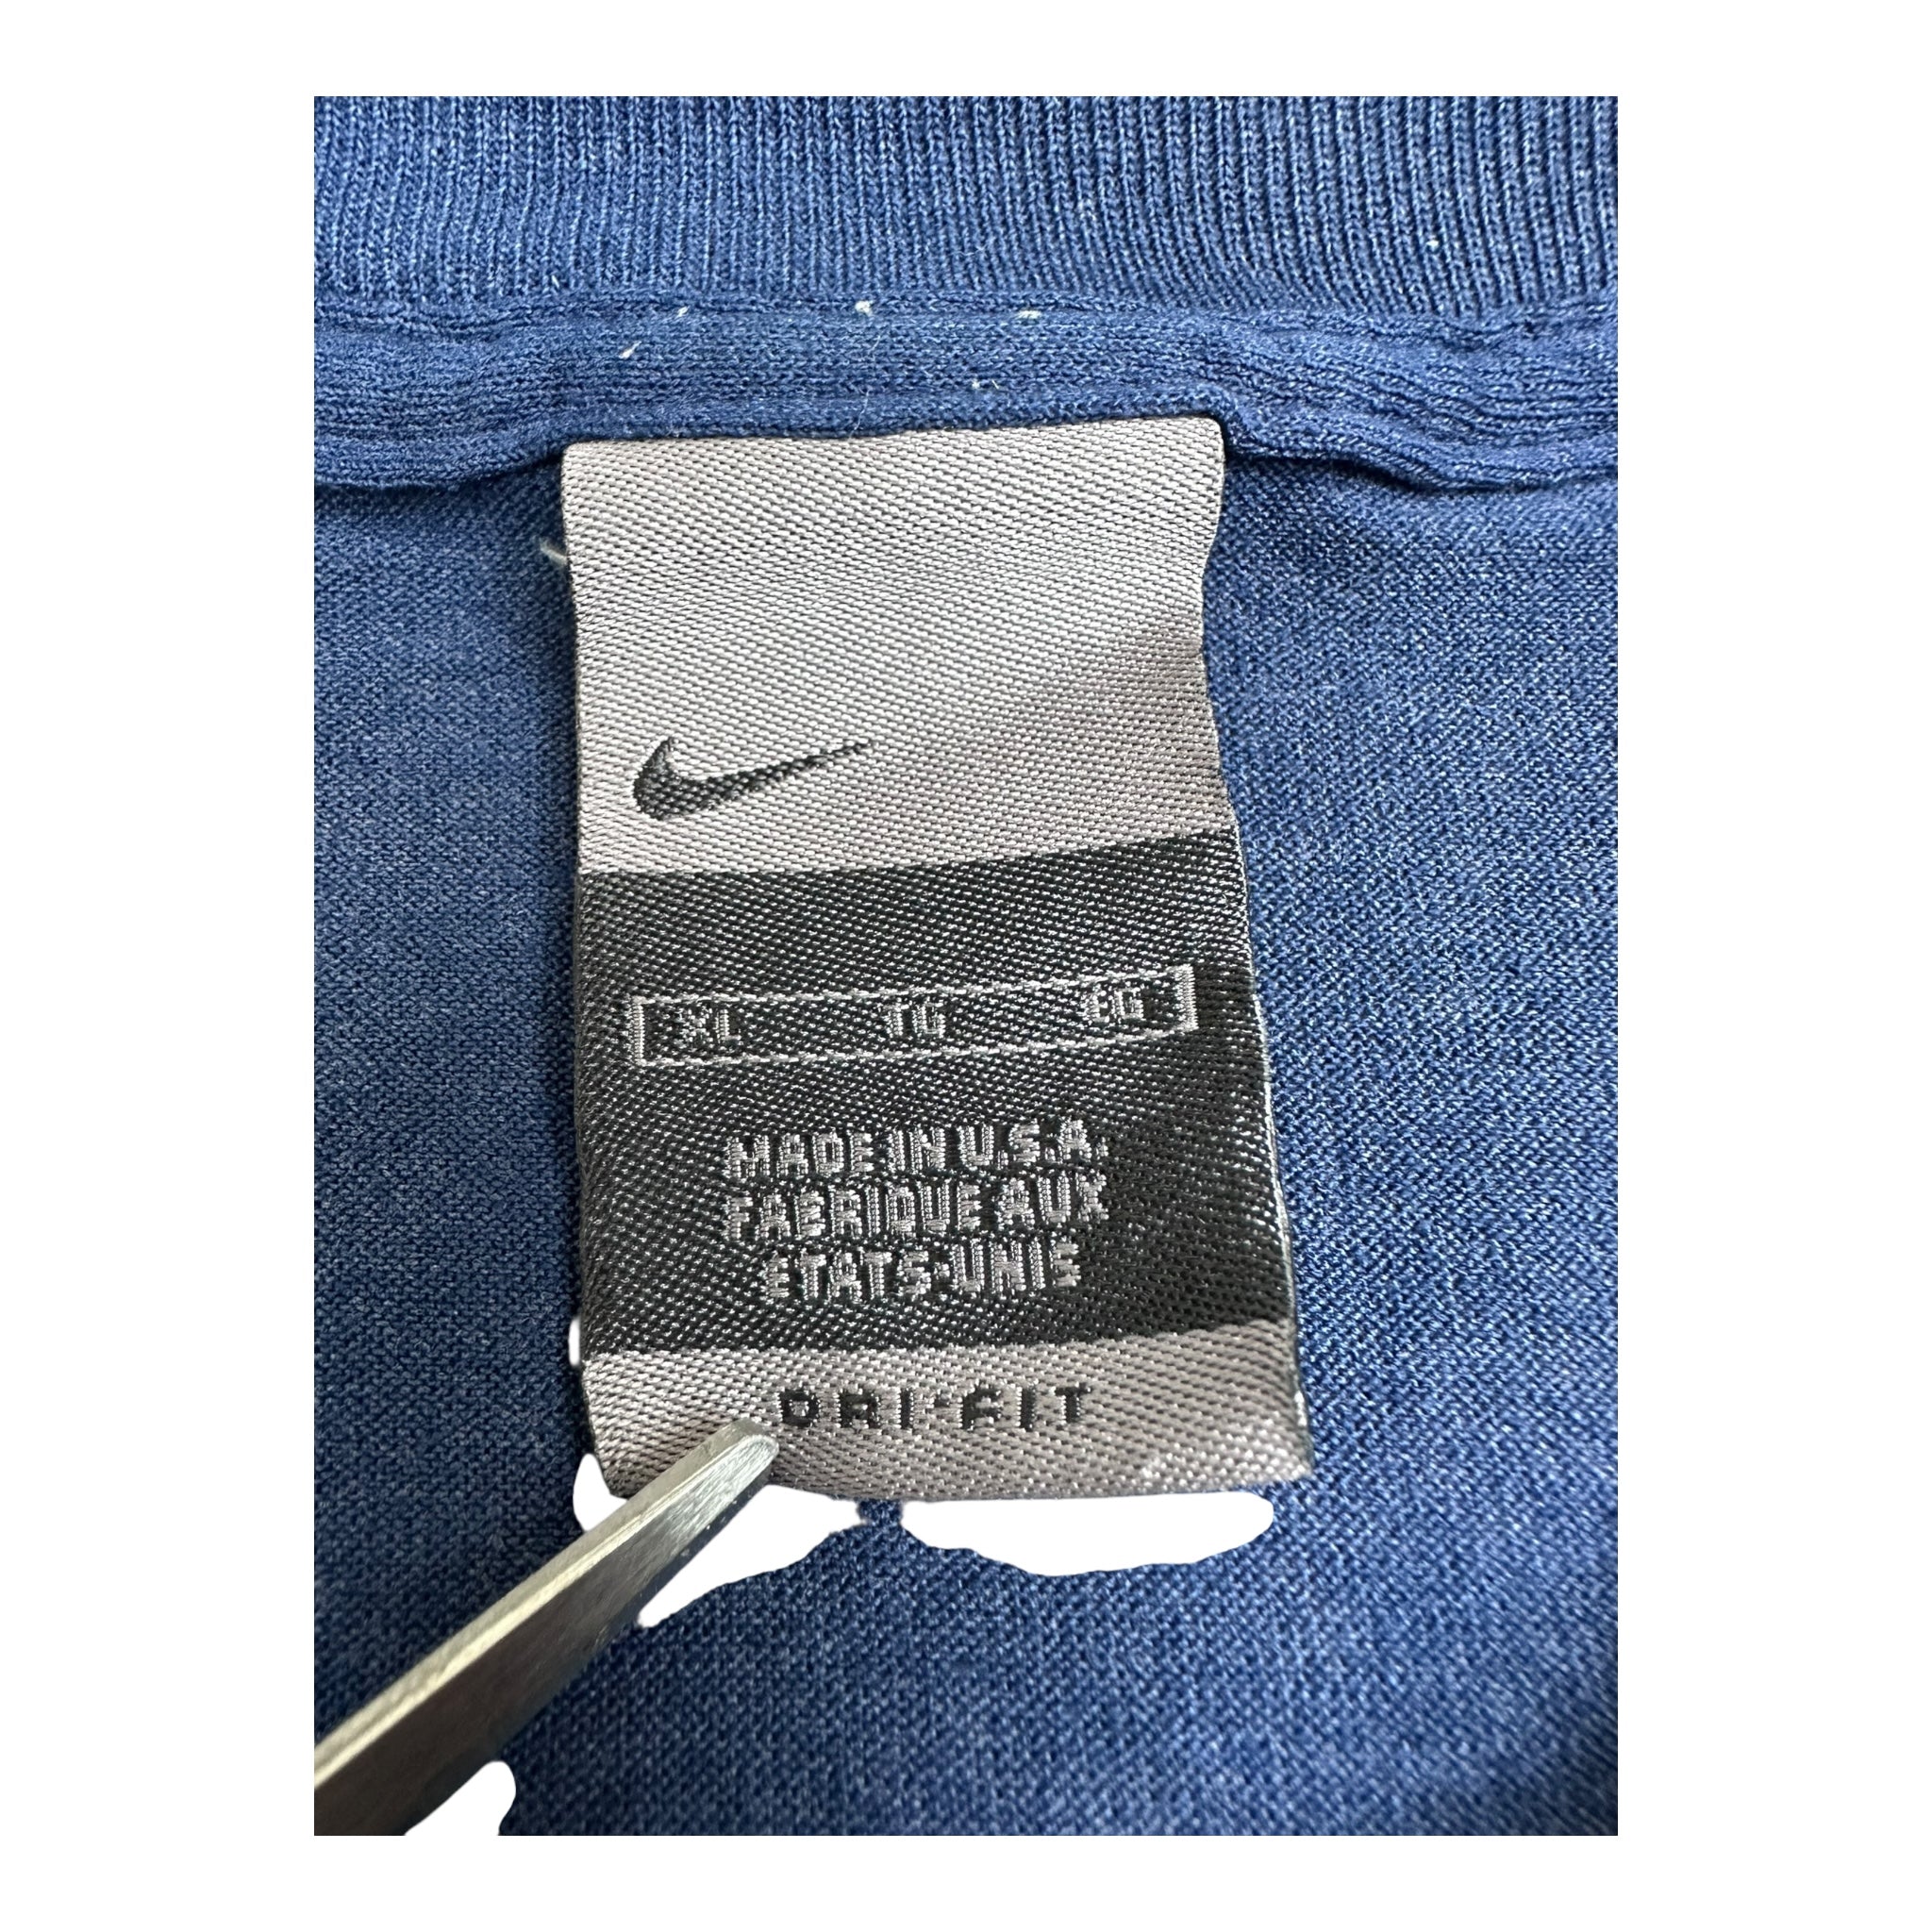 XL TG EG
MADE IN U.S.A.
FABRIQUE AUX
ETATS-UNIS
DRI-FIT